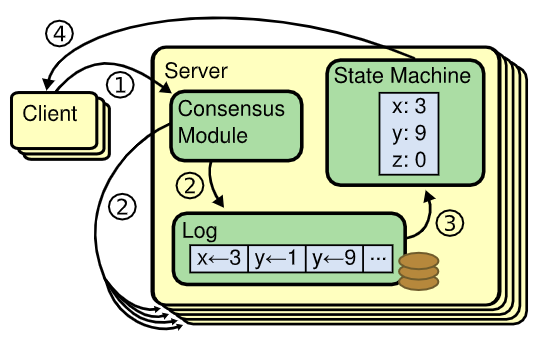 ④
①
Server
State Machine
Client
Consensus
Module
x: 3
y: 9
z: 0
②
②
③
Log
x←3 y←1 y←9 ...